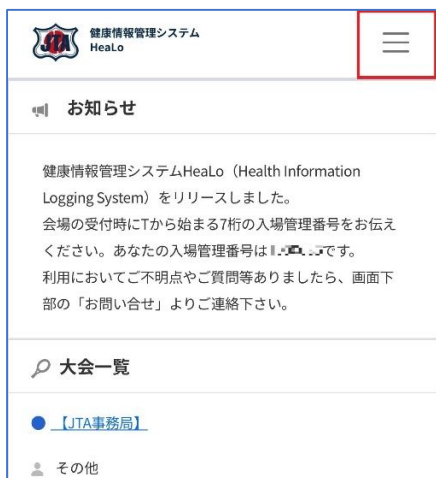 JTA
健康情報管理システム
HeaLo
お知らせ
健康情報管理システムHeaLo（Health Information
Logging System）をリリースしました。
会場の受付時にTから始まる7桁の入場管理番号をお伝え
ください。あなたの入場管理番号は です。
利用においてご不明点やご質問等ありましたら、画面下
部の「お問い合せ」よりご連絡下さい。
大会一覧
【JTA事務局】
その他